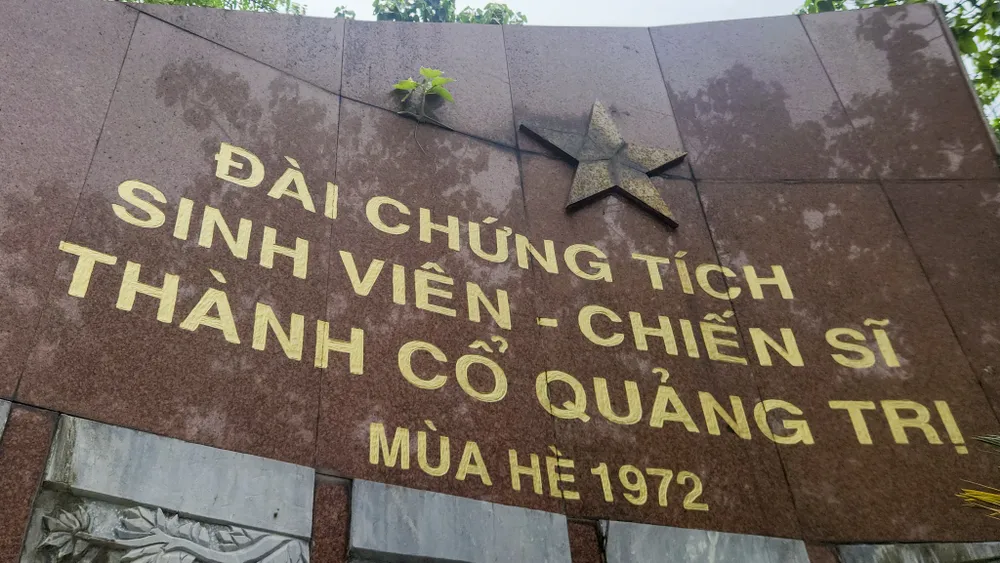 ĐÀI CHỨNG TÍCH
SINH VIÊN - CHIẾN SĨ
THÀNH CỔ QUẢNG TRỊ
MÙA HÈ 1972